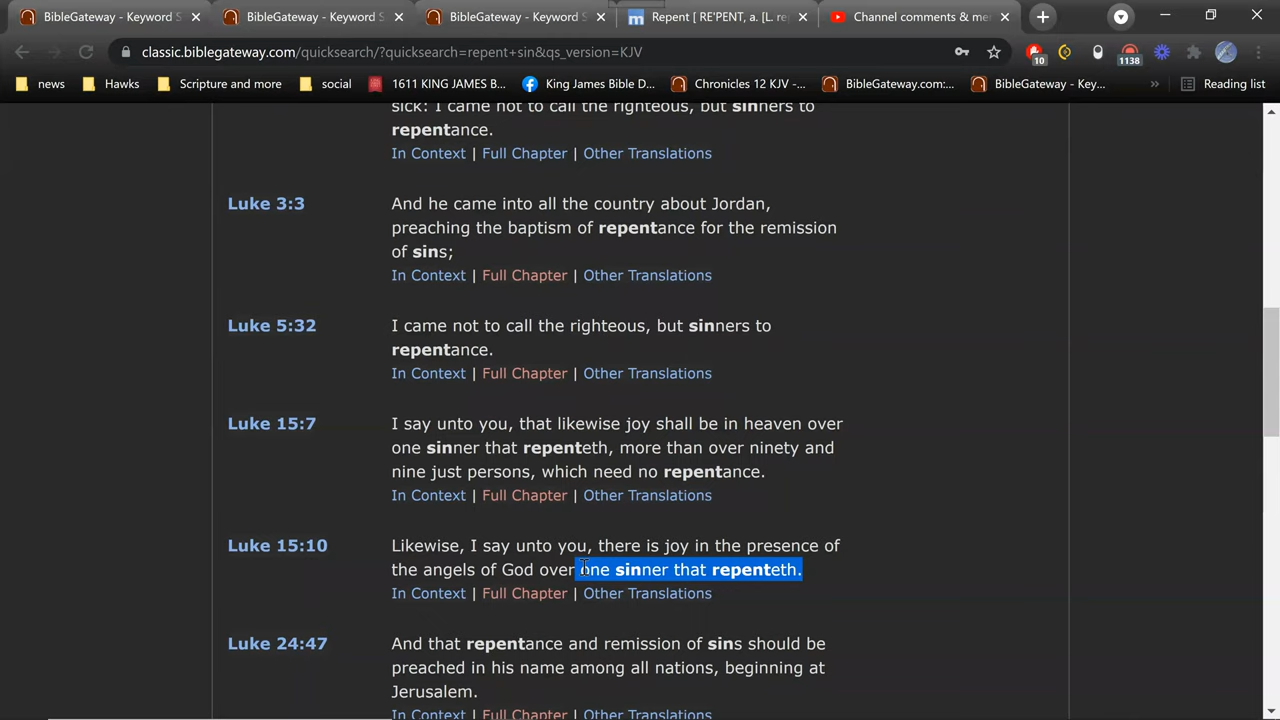 BibleGateway - Keyword S
BibleGateway - Keyword S
BibleGateway - Keyword S
Repent [ RE'PENT, a. [L. re
Channel comments & me
classic.biblegateway.com/quicksearch/?quicksearch=repent+sin&qs_version=KJV
10
1138
news
Hawks
Scripture and more
social
1611 KING JAMES B...
King James Bible D...
Chronicles 12 KJV -...
BibleGateway.com:...
BibleGateway - Key...
Reading list
sick: I came not to call the righteous, but sinners to
repentance.
In Context | Full Chapter | Other Translations
Luke 3:3
And he came into all the country about Jordan,
preaching the baptism of repentance for the remission
of sins;
In Context | Full Chapter | Other Translations
Luke 5:32
I came not to call the righteous, but sinners to
repentance.
In Context | Full Chapter | Other Translations
Luke 15:7
I say unto you, that likewise joy shall be in heaven over
one sinner that repenteth, more than over ninety and
nine just persons, which need no repentance.
In Context | Full Chapter | Other Translations
Luke 15:10
Likewise, I say unto you, there is joy in the presence of
the angels of God over one sinner that repenteth.
In Context | Full Chapter | Other Translations
Luke 24:47
And that repentance and remission of sins should be
preached in his name among all nations, beginning at
Jerusalem.
In Context | Full Chapter | Other Translations